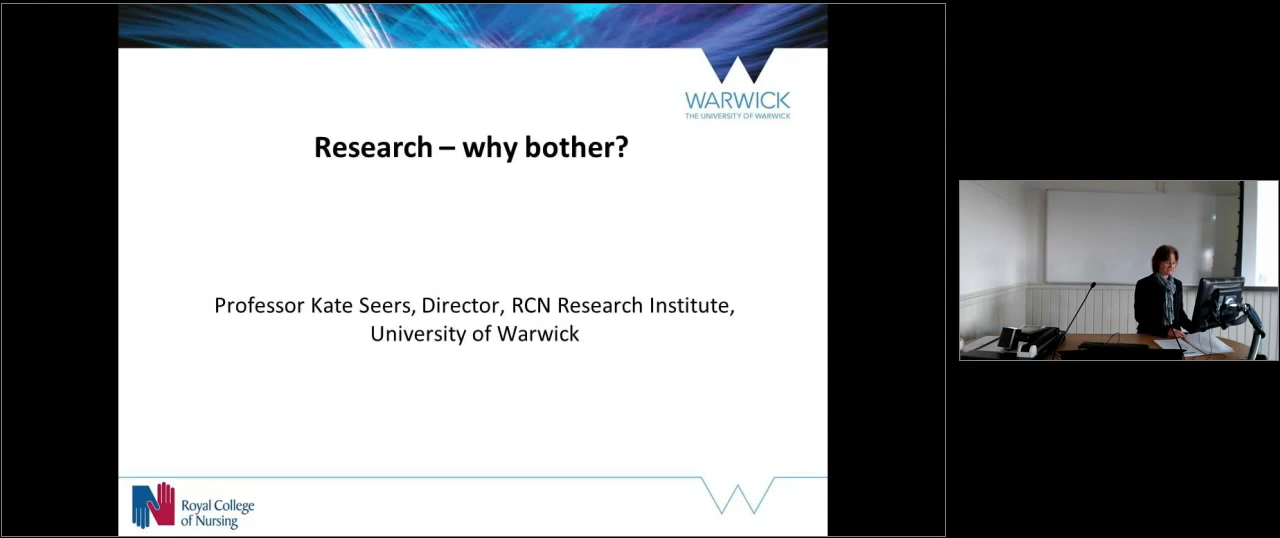 WARWICK
THE UNIVERSITY OF WARWICK
Research – why bother?
Professor Kate Seers, Director, RCN Research Institute,
University of Warwick
Royal College
of Nursing